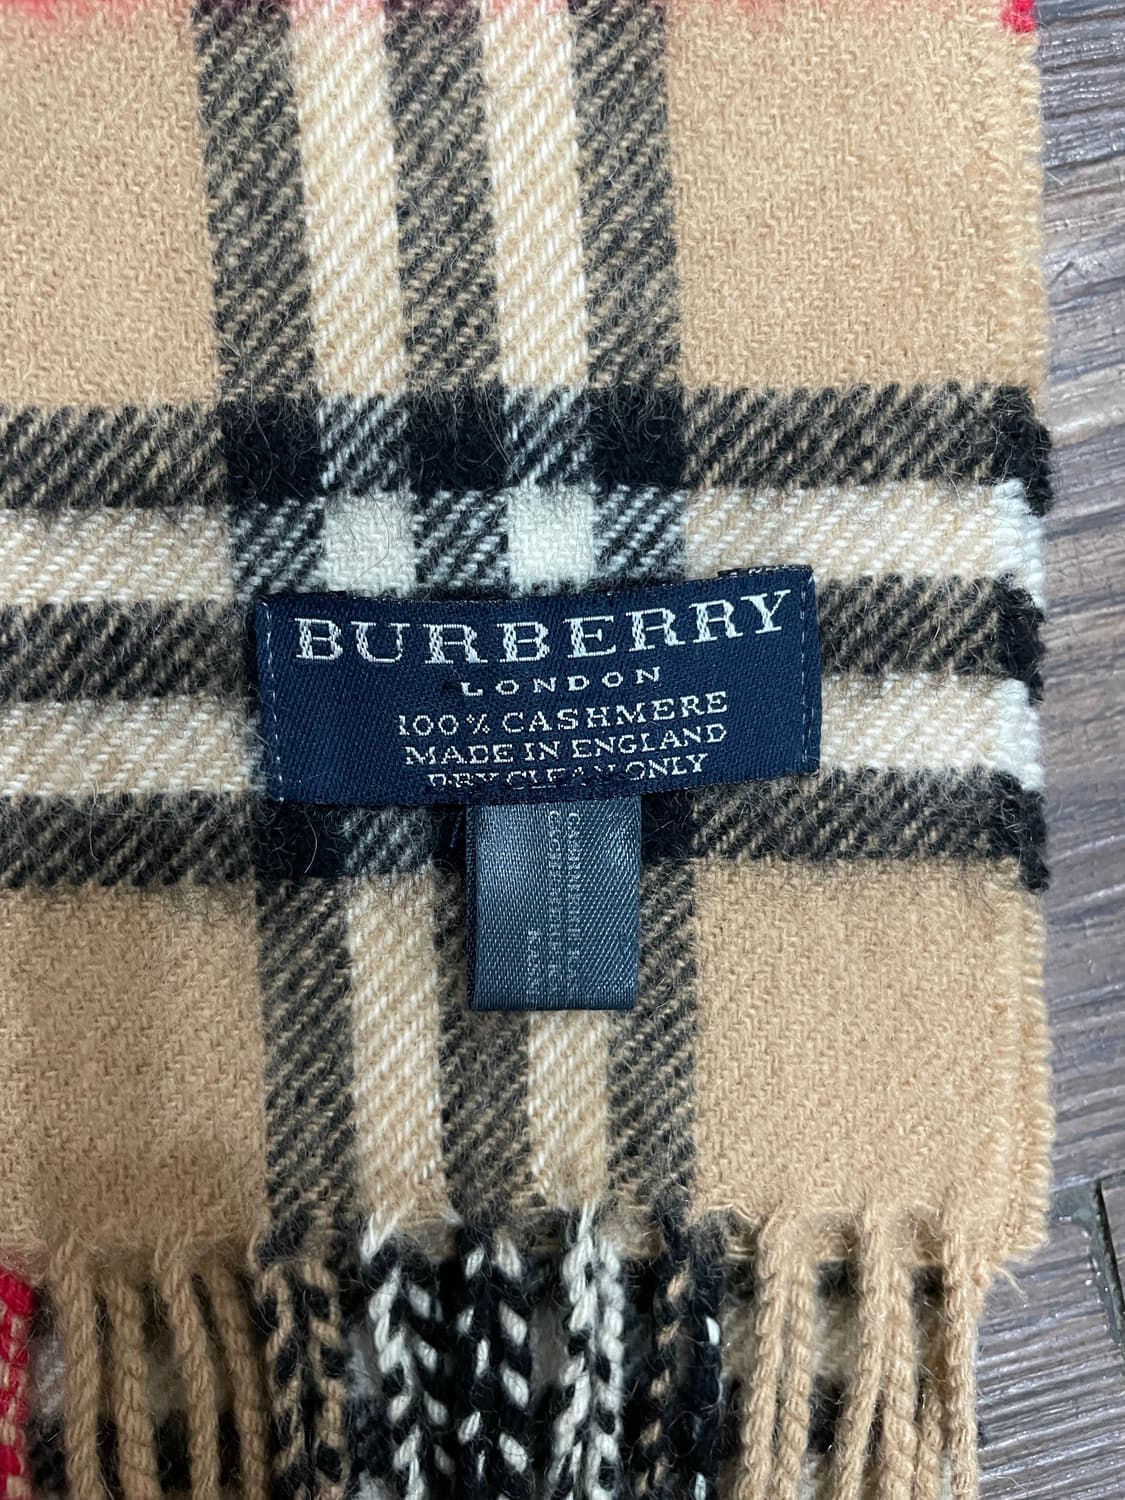 BURBERRY
LONDON
100% CASHMERE
MADE IN ENGLAND
DRY CLEAN ONLY